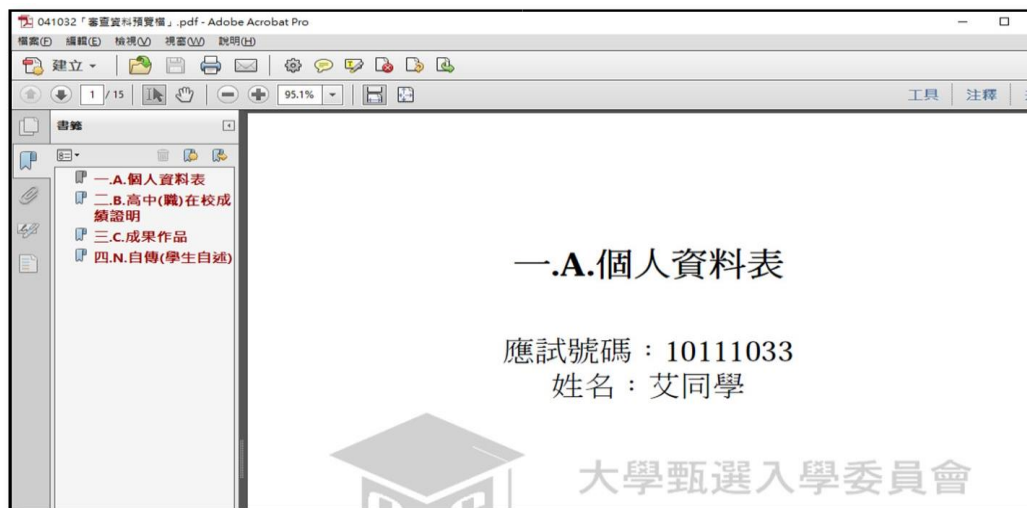 041032「審查資料預覽檔」.pdf - Adobe Acrobat Pro
檔案(F) 編輯(E) 檢視(V) 視窗(W) 說明(H)
建立
1 / 15 95.1% 工具 注釋
書籤
一.A.個人資料表
二.B.高中(職)在校成
績證明
三.C.成果作品
四.N.自傳(學生自述)
一.A.個人資料表
應試號碼：10111033
姓名：艾同學
大學甄選入學委員會